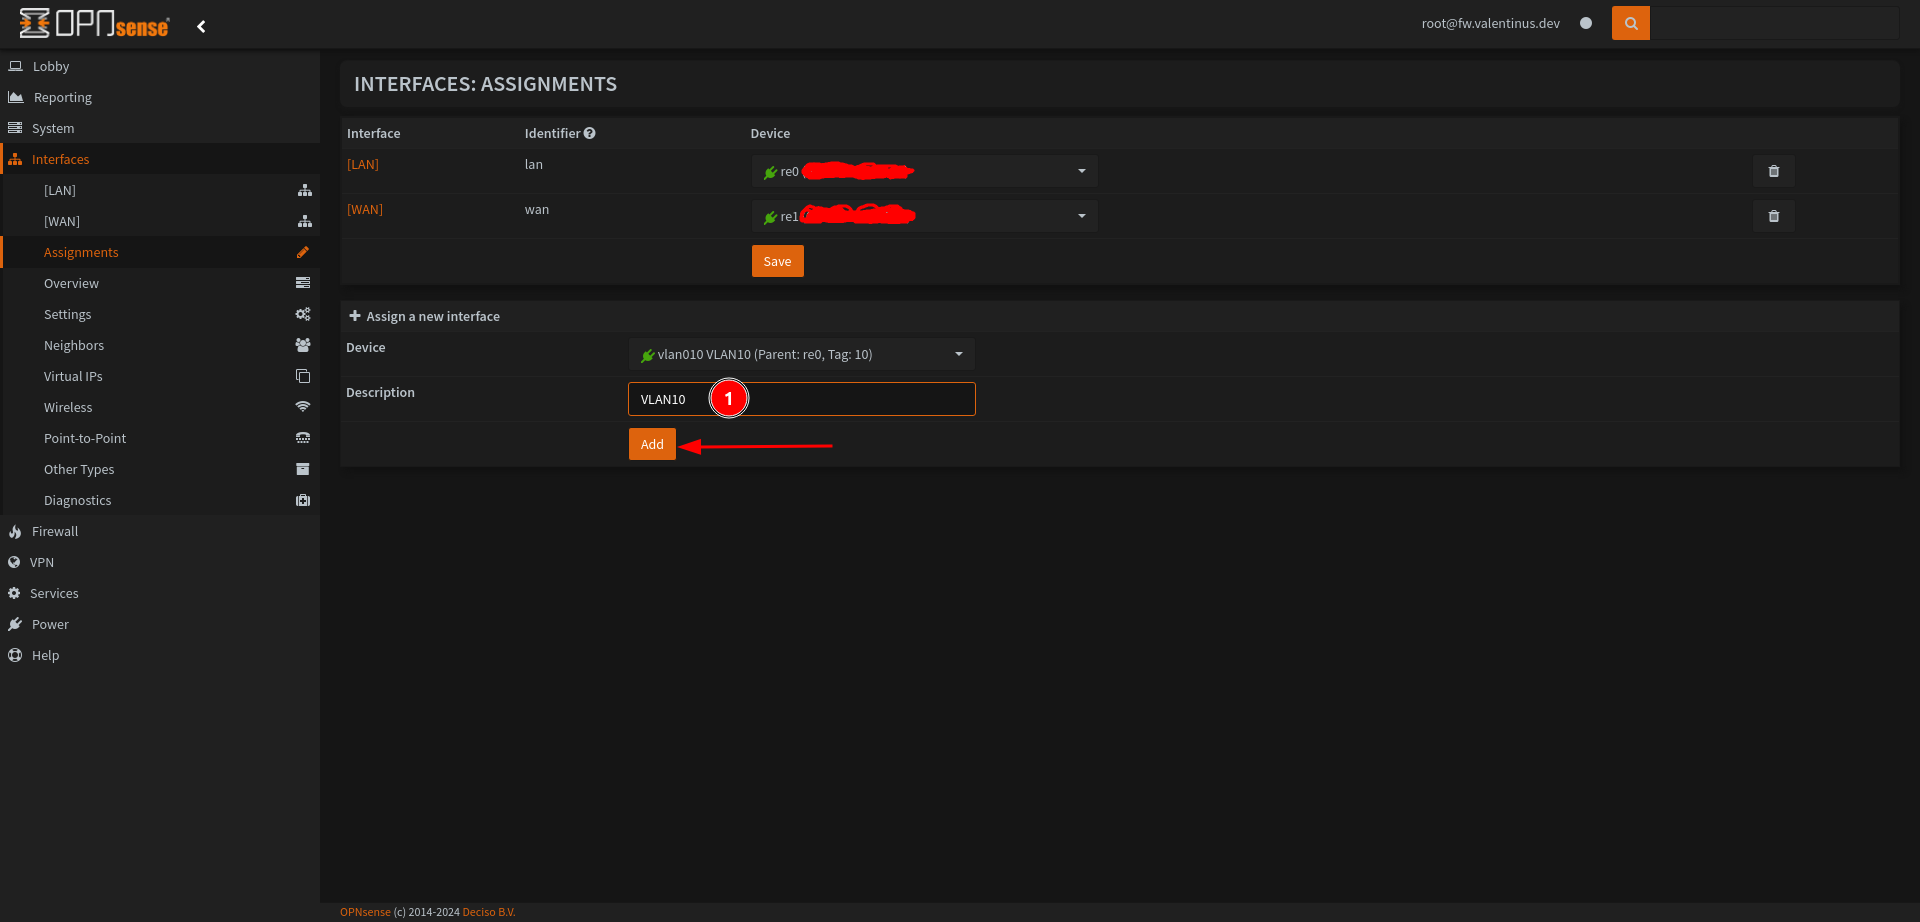 OPNsense
root@fw.valentinus.dev
Lobby
Reporting
System
Interfaces
[LAN]
[WAN]
Assignments
Overview
Settings
Neighbors
Virtual IPs
Wireless
Point-to-Point
Other Types
Diagnostics
Firewall
VPN
Services
Power
Help
INTERFACES: ASSIGNMENTS
Interface Identifier Device
[LAN] lan re0
[WAN] wan re1
Save
Assign a new interface
Device vlan010 VLAN10 (Parent: re0, Tag: 10)
Description VLAN10 1
Add
OPNsense (c) 2014-2024 Deciso B.V.